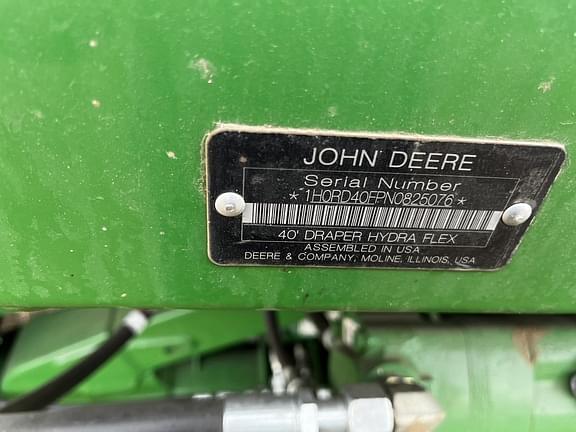 JOHN DEERE
Serial Number
*1H0RD40FPN0825076*
40' DRAPER HYDRA FLEX
ASSEMBLED IN USA
DEERE & COMPANY, MOLINE, ILLINOIS, USA